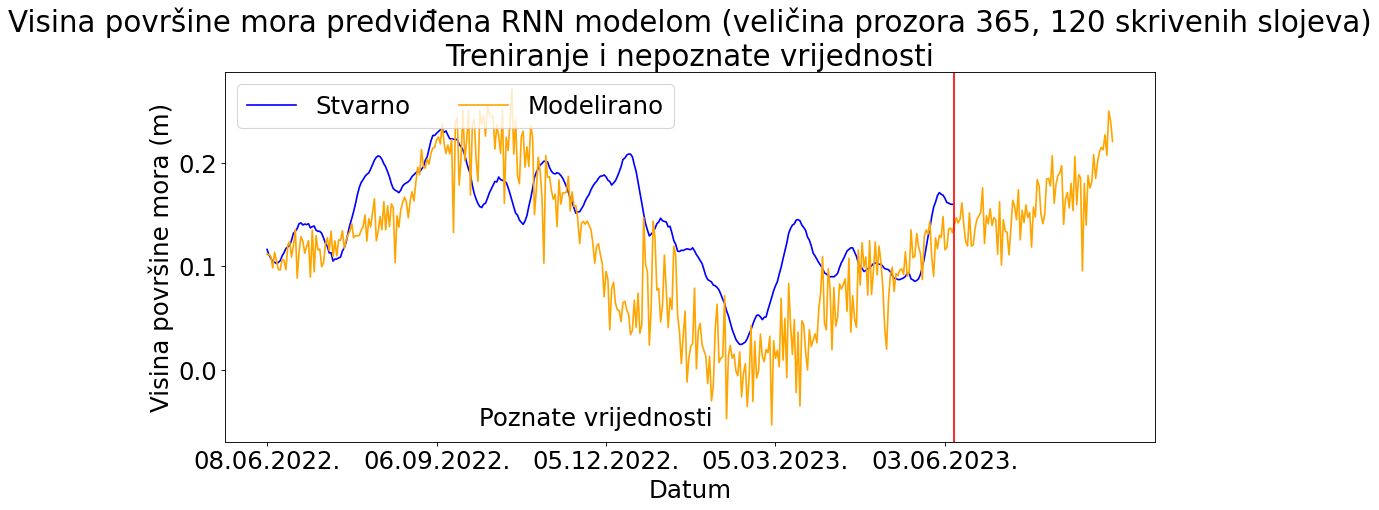 Visina površine mora predviđena RNN modelom (veličina prozora 365, 120 skrivenih slojeva)
Treniranje i nepoznate vrijednosti
Stvarno Modelirano
Visina površine mora (m)
0.2
0.1
0.0
Poznate vrijednosti
08.06.2022. 06.09.2022. 05.12.2022. 05.03.2023. 03.06.2023.
Datum